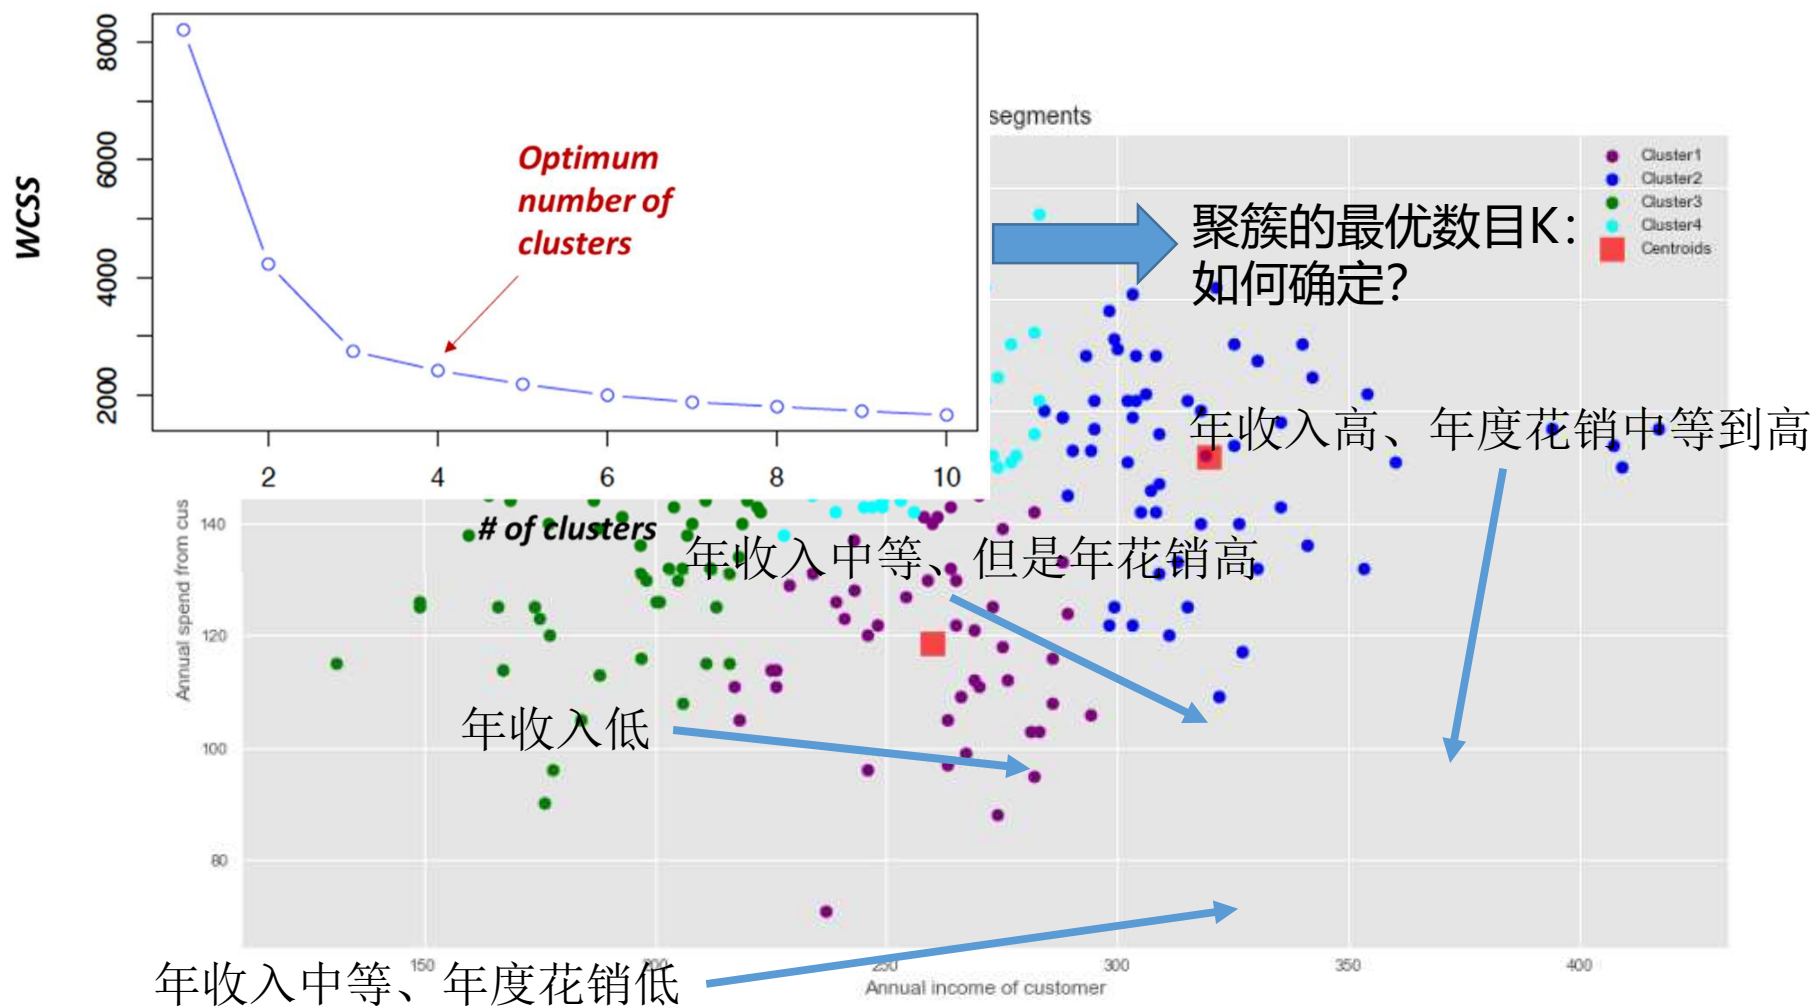 8000
6000
4000
2000
WCSS
Optimum
number of
clusters
2
4
6
8
10
# of clusters
segments
Cluster1
Cluster2
Cluster3
Cluster4
Centroids
聚簇的最优数目K：
如何确定？
年收入高、年度花销中等到高
年收入中等、但是年花销高
年收入低
年收入中等、年度花销低
Annual spend from cus
140
120
100
80
150
200
250
300
350
400
Annual income of customer